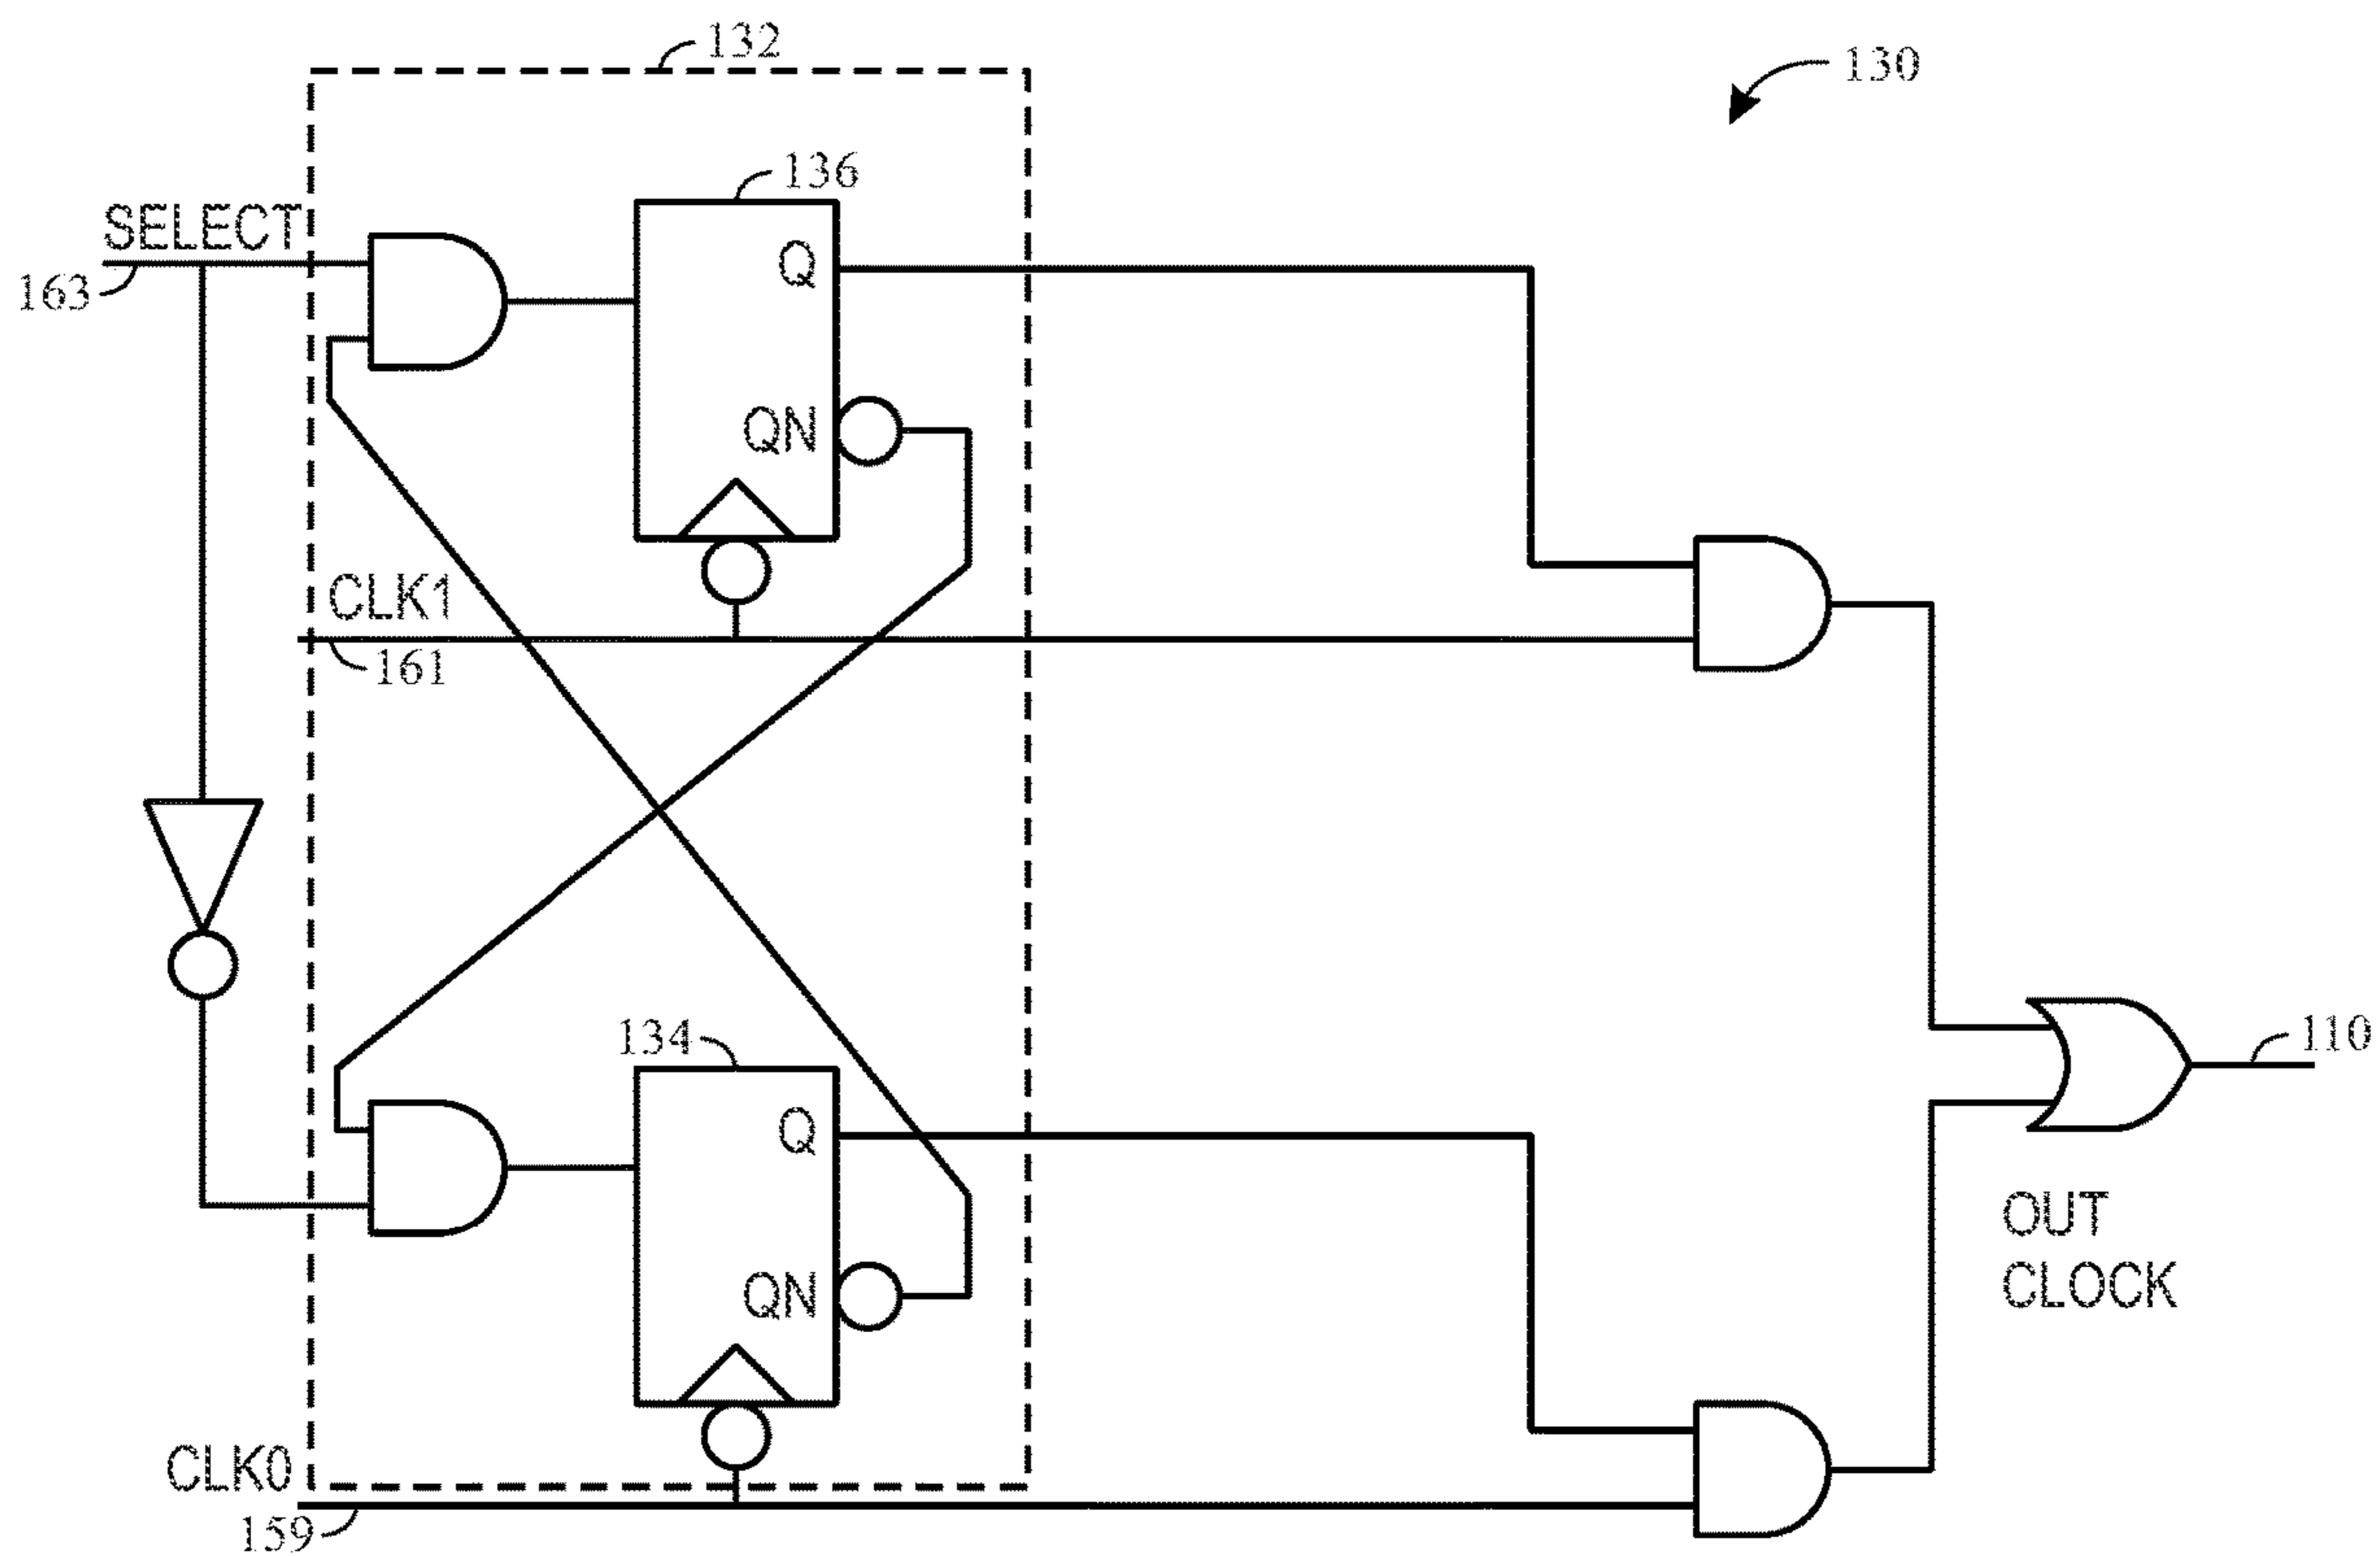 132
130
136
SELECT
Q
163
QN
CLK1
161
134
110
Q
OUT
CLOCK
QN
CLK0
159